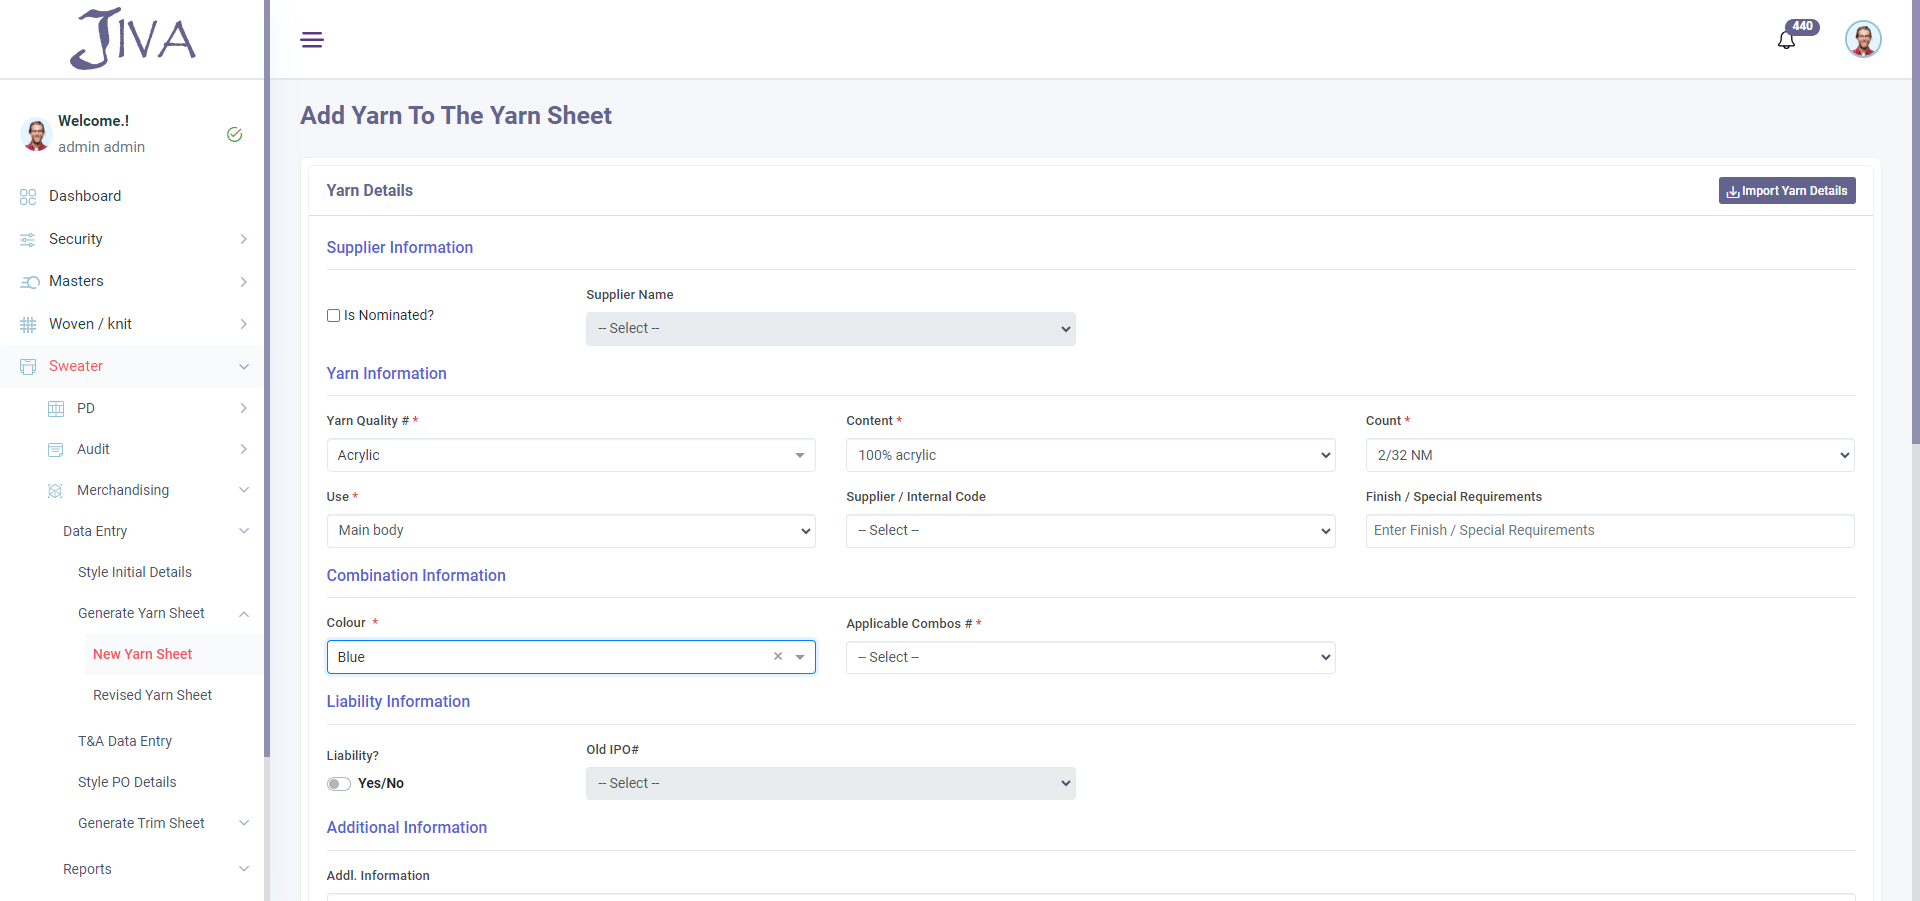 JIVA
440
Welcome.!
admin admin
Dashboard
Security
Masters
Woven / knit
Sweater
PD
Audit
Merchandising
Data Entry
Style Initial Details
Generate Yarn Sheet
New Yarn Sheet
Revised Yarn Sheet
T&A Data Entry
Style PO Details
Generate Trim Sheet
Reports
Add Yarn To The Yarn Sheet
Yarn Details
Import Yarn Details
Supplier Information
Is Nominated?
Supplier Name
-- Select --
Yarn Information
Yarn Quality # *
Content *
Count *
Acrylic
100% acrylic
2/32 NM
Use *
Supplier / Internal Code
Finish / Special Requirements
Main body
-- Select --
Enter Finish / Special Requirements
Combination Information
Colour *
Applicable Combos # *
Blue
-- Select --
Liability Information
Liability?
Old IPO#
Yes/No
-- Select --
Additional Information
Addl. Information